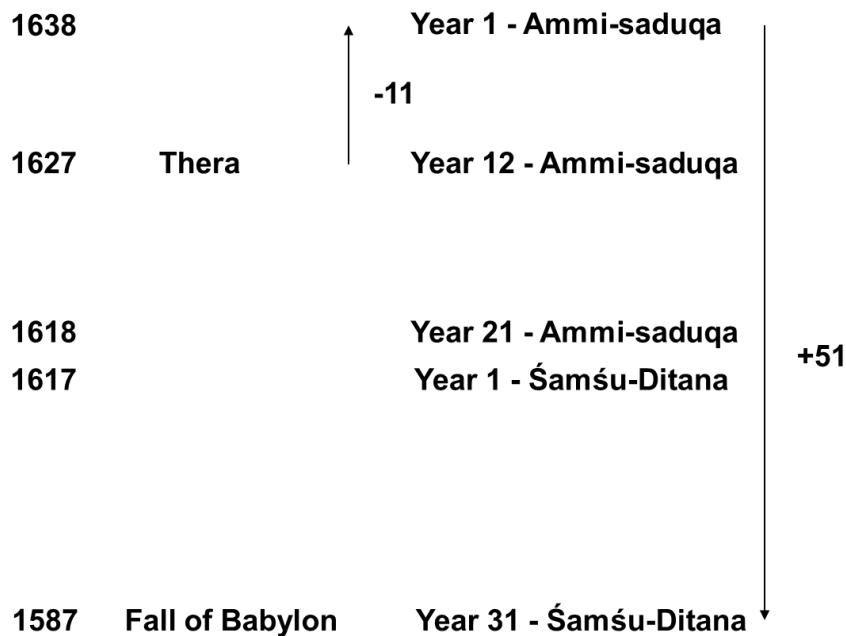 1638 Year 1 - Ammi-saduqa
-11
1627 Thera Year 12 - Ammi-saduqa
1618 Year 21 - Ammi-saduqa
+51
1617 Year 1 - Śamśu-Ditana
1587 Fall of Babylon Year 31 - Śamśu-Ditana